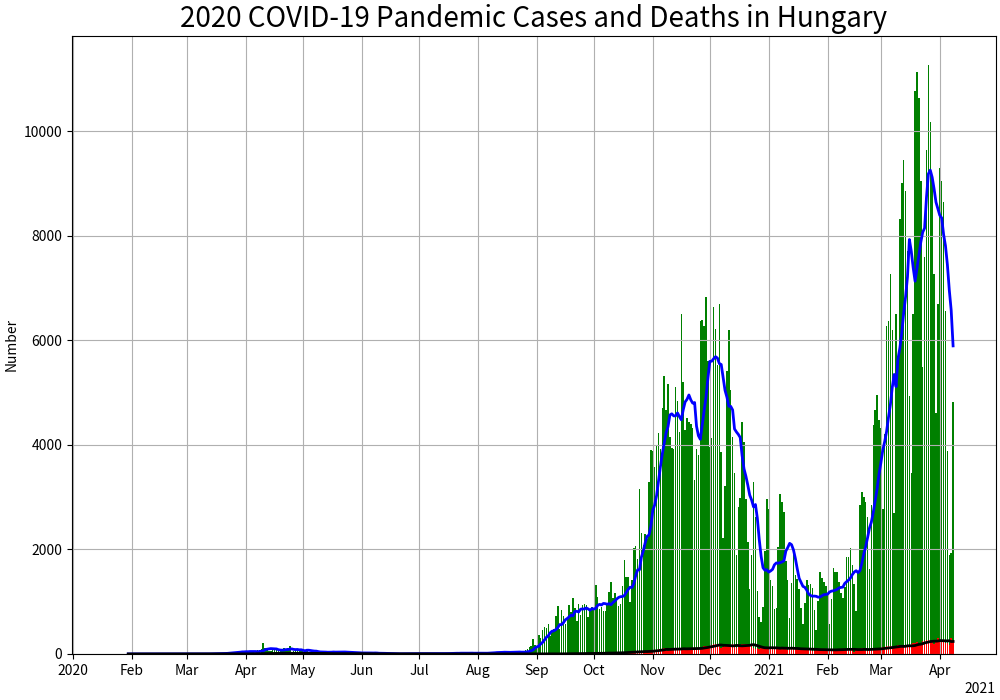 2020 COVID-19 Pandemic Cases and Deaths in Hungary
Number
10000
8000
6000
4000
2000
0
2020 Feb Mar Apr May Jun Jul Aug Sep Oct Nov Dec 2021 Feb Mar Apr
2021